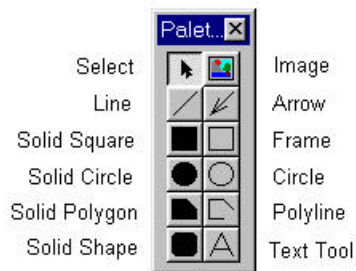 Palet...
Select Image
Line Arrow
Solid Square Frame
Solid Circle Circle
Solid Polygon Polyline
Solid Shape Text Tool